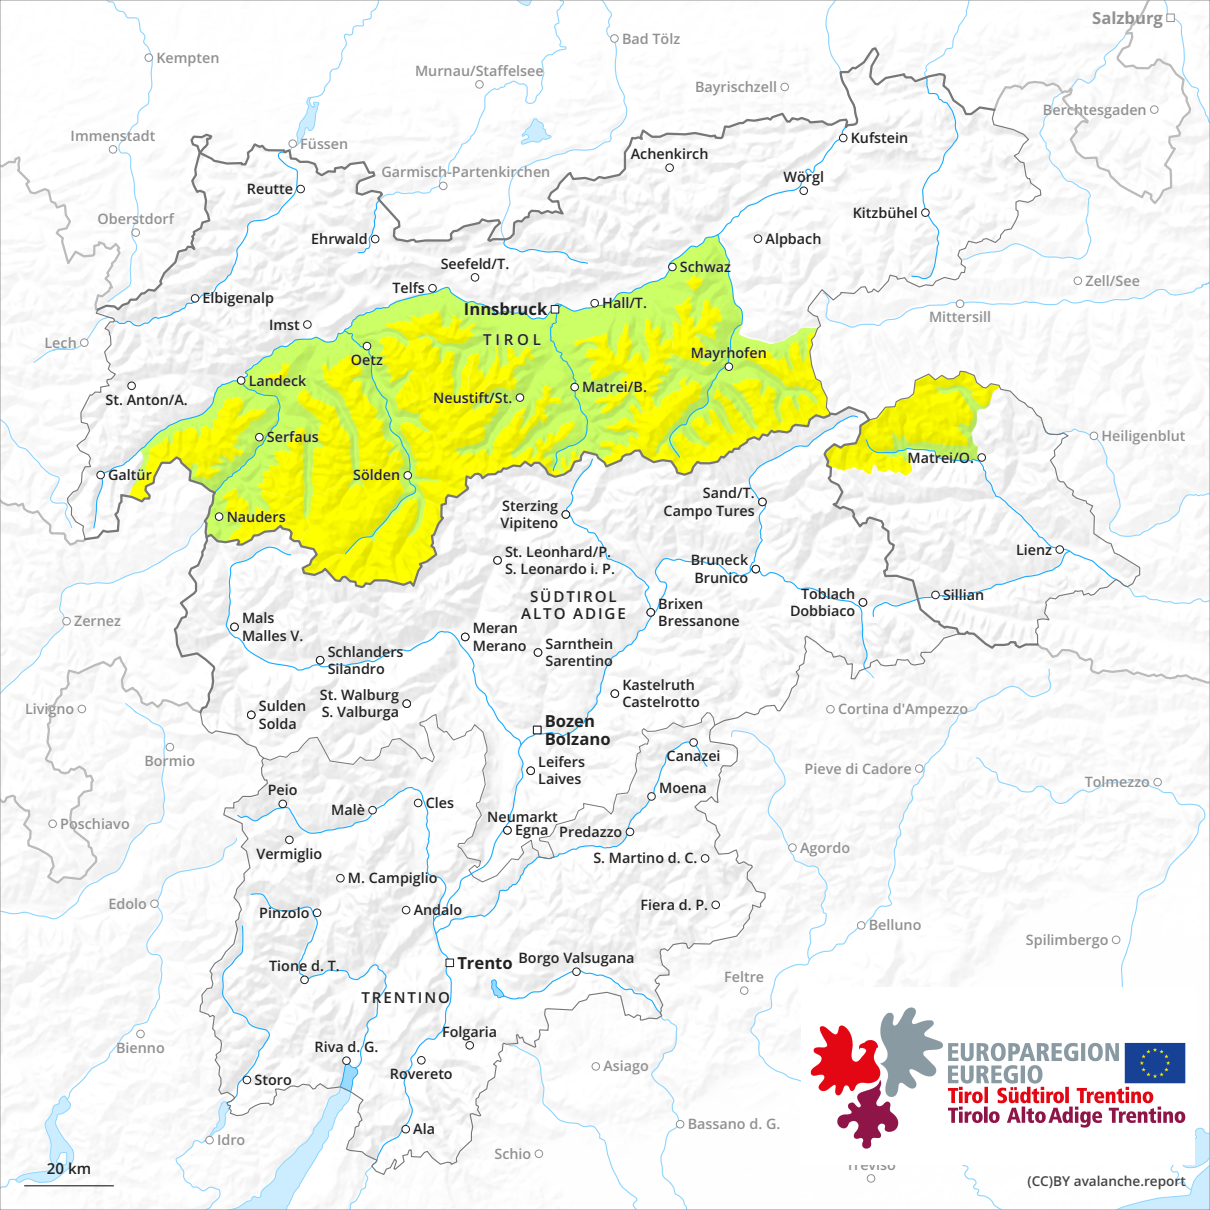 Salzburg
Bad Tölz
Kempten
Murnau/Staffelsee
Bayrischzell
Berchtesgaden
Immenstadt
Füssen
Kufstein
Achenkirch
Garmisch-Partenkirchen
Wörgl
Reutte
Kitzbühel
Oberstdorf
Ehrwald
Alpbach
Seefeld/T.
Schwaz
Zell/See
Telfs
Elbigenalp
Hall/T.
Innsbruck
Mittersill
Imst
TIROL
Lech
Oetz
Mayrhofen
Landeck
Matrei/B.
St. Anton/A.
Neustift/St.
Serfaus
Heiligenblut
Matrei/O.
Galtür
Sölden
Sand/T.
Campo Tures
Sterzing
Vipiteno
Nauders
St. Leonhard/P.
S. Leonardo i. P.
Lienz
Bruneck
Brunico
SÜDTIROL
ALTO ADIGE
Toblach
Dobbiaco
Sillian
Brixen
Bressanone
Zernez
Mals
Malles V.
Meran
Merano
Sarnthein
Sarentino
Schlanders
Silandro
Kastelruth
Castelrotto
St. Walburg
S. Valburga
Sulden
Solda
Livigno
Cortina d'Ampezzo
Bozen
Bolzano
Bormio
Canazei
Leifers
Laives
Pieve di Cadore
Tolmezzo
Peio
Moena
Malè
Cles
Neumarkt
Egna
Predazzo
Poschiavo
Vermiglio
S. Martino d. C.
Agordo
M. Campiglio
Edolo
Pinzolo
Andalo
Fiera d. P.
Belluno
Spilimbergo
Trento
Borgo Valsugana
Tione d. T.
Feltre
TRENTINO
Folgaria
Bienno
Riva d. G.
Rovereto
Asiago
Storo
EUROPAREGION
EUREGIO
Tirol Südtirol Trentino
Tirolo Alto Adige Trentino
Idro
Ala
Bassano d. G.
Schio
Treviso
20 km
(CC)BY avalanche.report